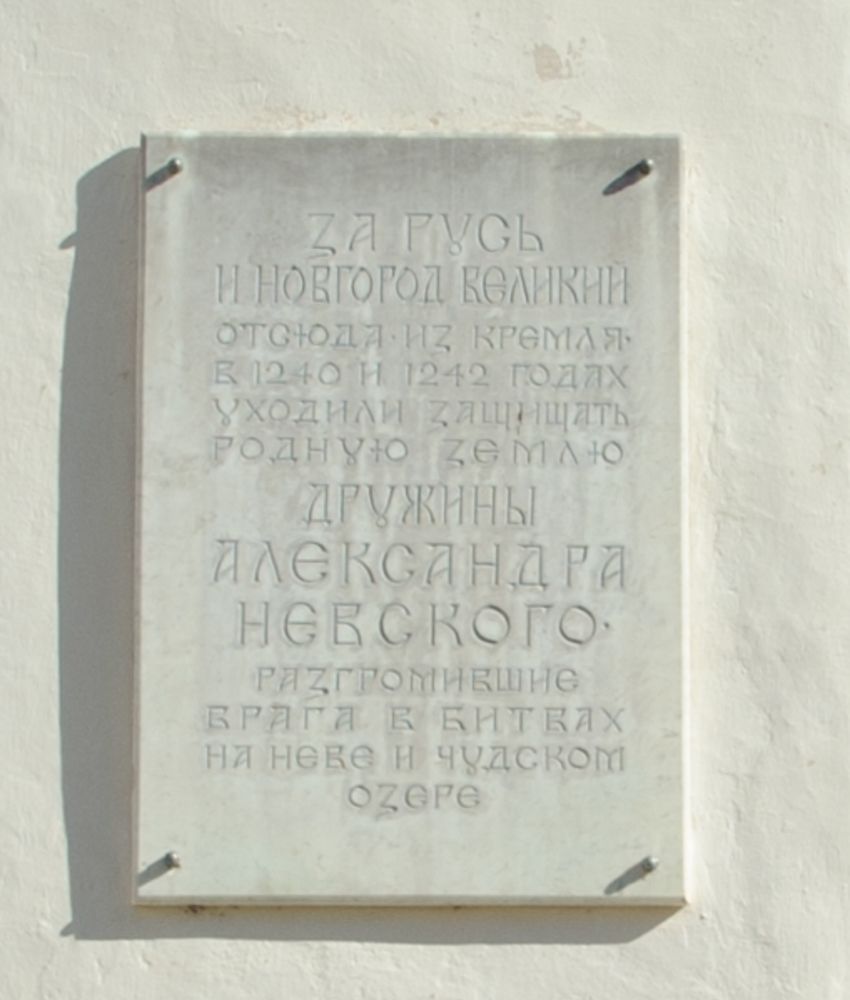 ЗА РУСЬ
И НОВГОРОД ВЕЛИКИЙ
ОТСЮДА·ИЗ КРЕМЛЯ·
В 1240 И 1242 ГОДАХ
УХОДИЛИ ЗАЩИЩАТЬ
РОДНУЮ ЗЕМЛЮ
ДРУЖИНЫ
АЛЕКСАНДРА
НЕВСКОГО·
РАЗГРОМИВШИЕ
ВРАГА В БИТВАХ
НА НЕВЕ И ЧУДСКОМ
ОЗЕРЕ